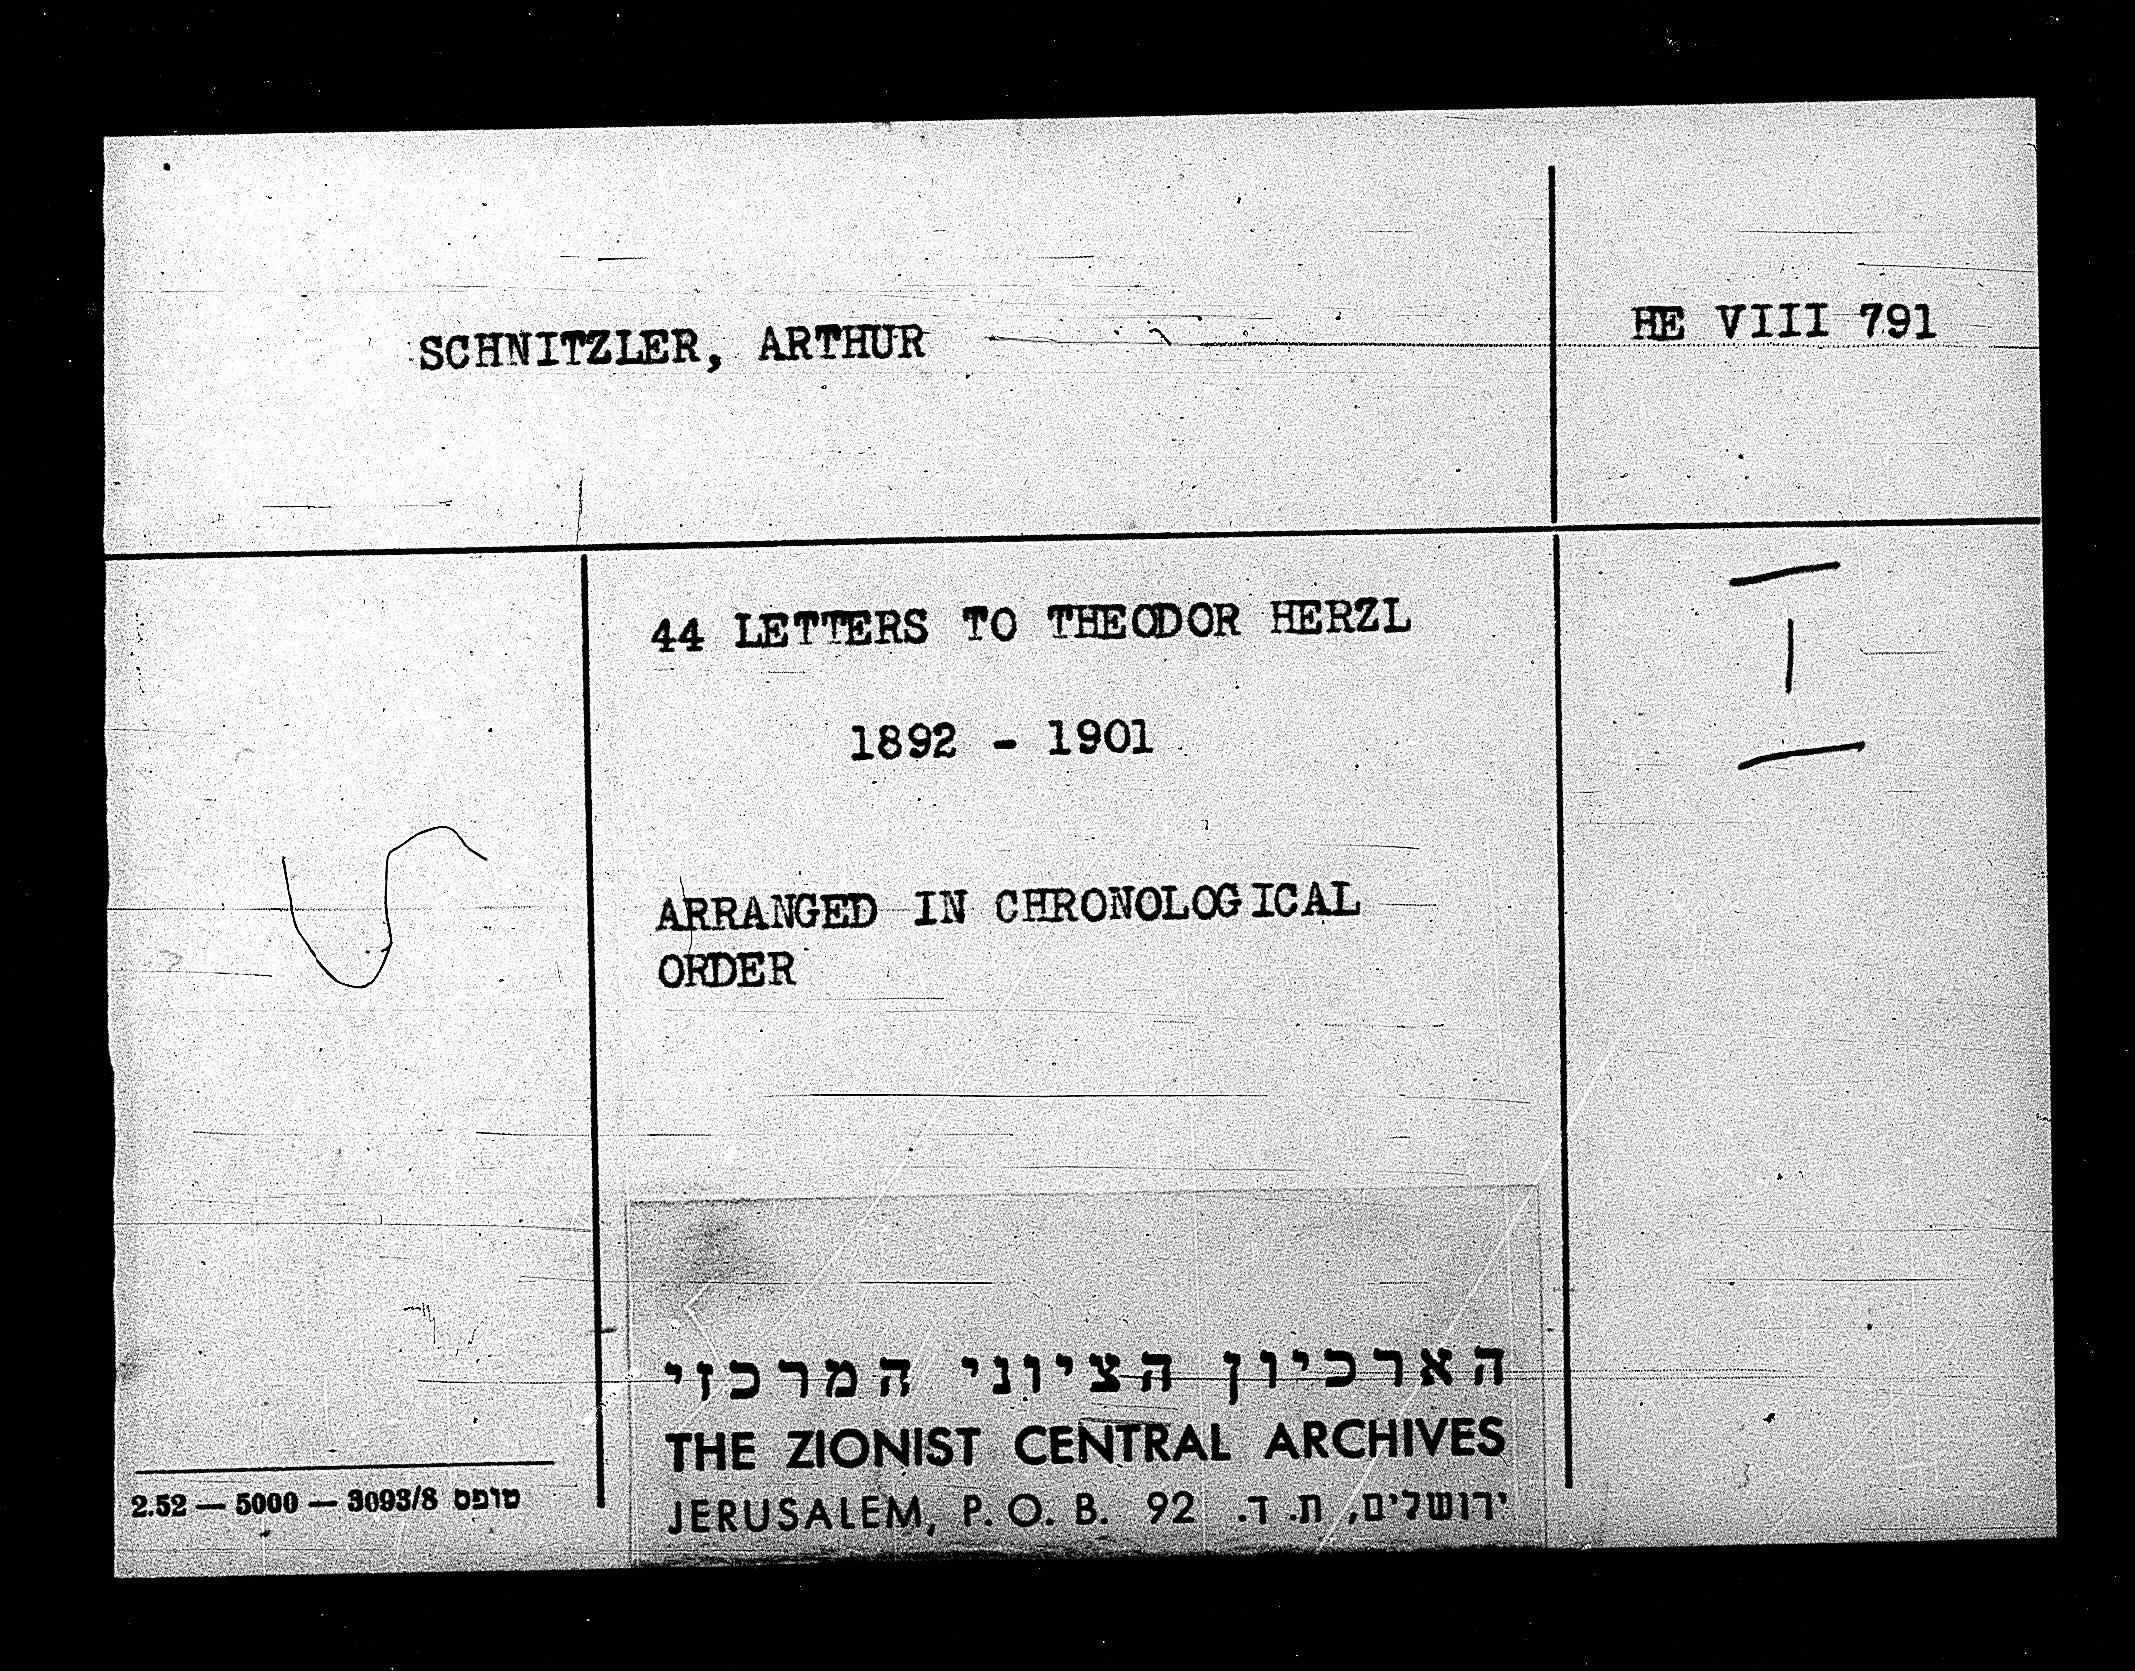 SCHNITZLER, ARTHUR
HE VIII 791
44 LETTERS TO THEODOR HERZL
1892 - 1901
I
ARRANGED IN CHRONOLOGICAL
ORDER
הארכיון הציוני המרכזי
THE ZIONIST CENTRAL ARCHIVES
JERUSALEM, P. O. B. 92 ירושלים, ת. ד.
2.52 — 5000 — 3093/8 טופס